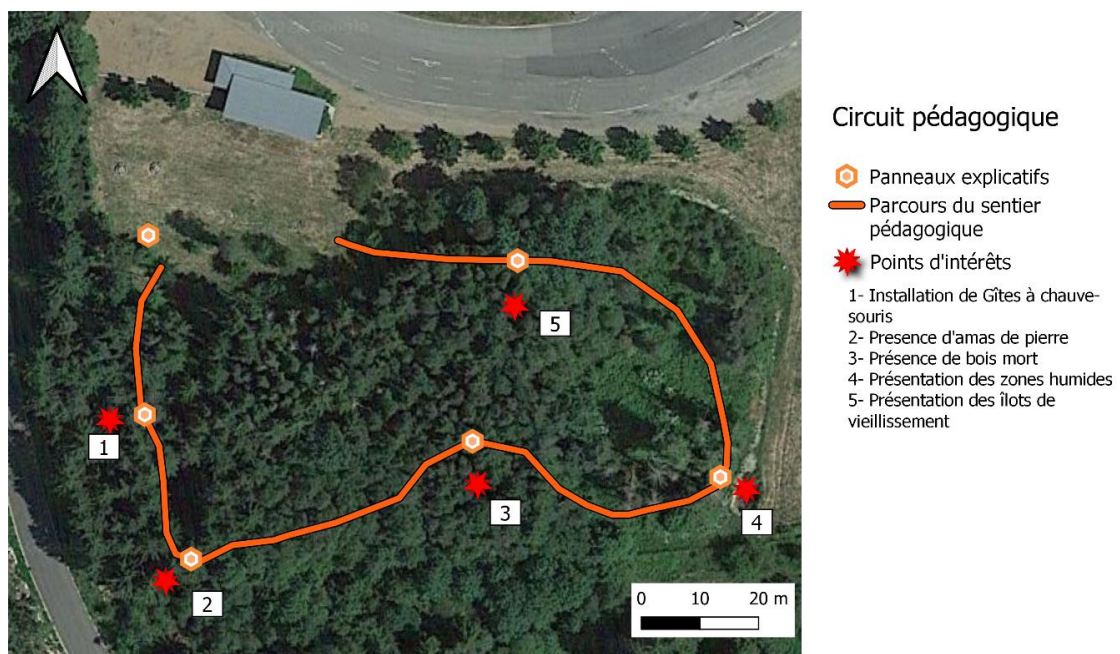 Google
Circuit pédagogique
Panneaux explicatifs
Parcours du sentier
pédagogique
Points d'intérêts
1- Installation de Gîtes à chauve-
souris
2- Presence d'amas de pierre
3- Présence de bois mort
4- Présentation des zones humides
5- Présentation des îlots de
vieillissement
5
1
3
4
2
0 10 20 m